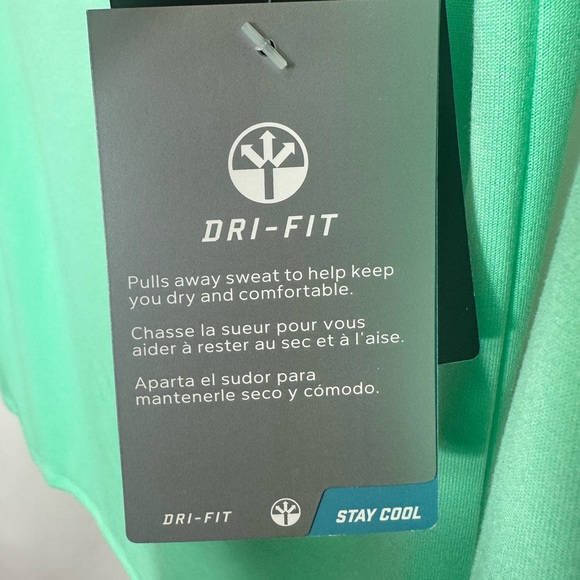 DRI-FIT
Pulls away sweat to help keep
you dry and comfortable.
Chasse la sueur pour vous
aider à rester au sec et à l'aise.
Aparta el sudor para
mantenerle seco y cómodo.
DRI-FIT
STAY COOL